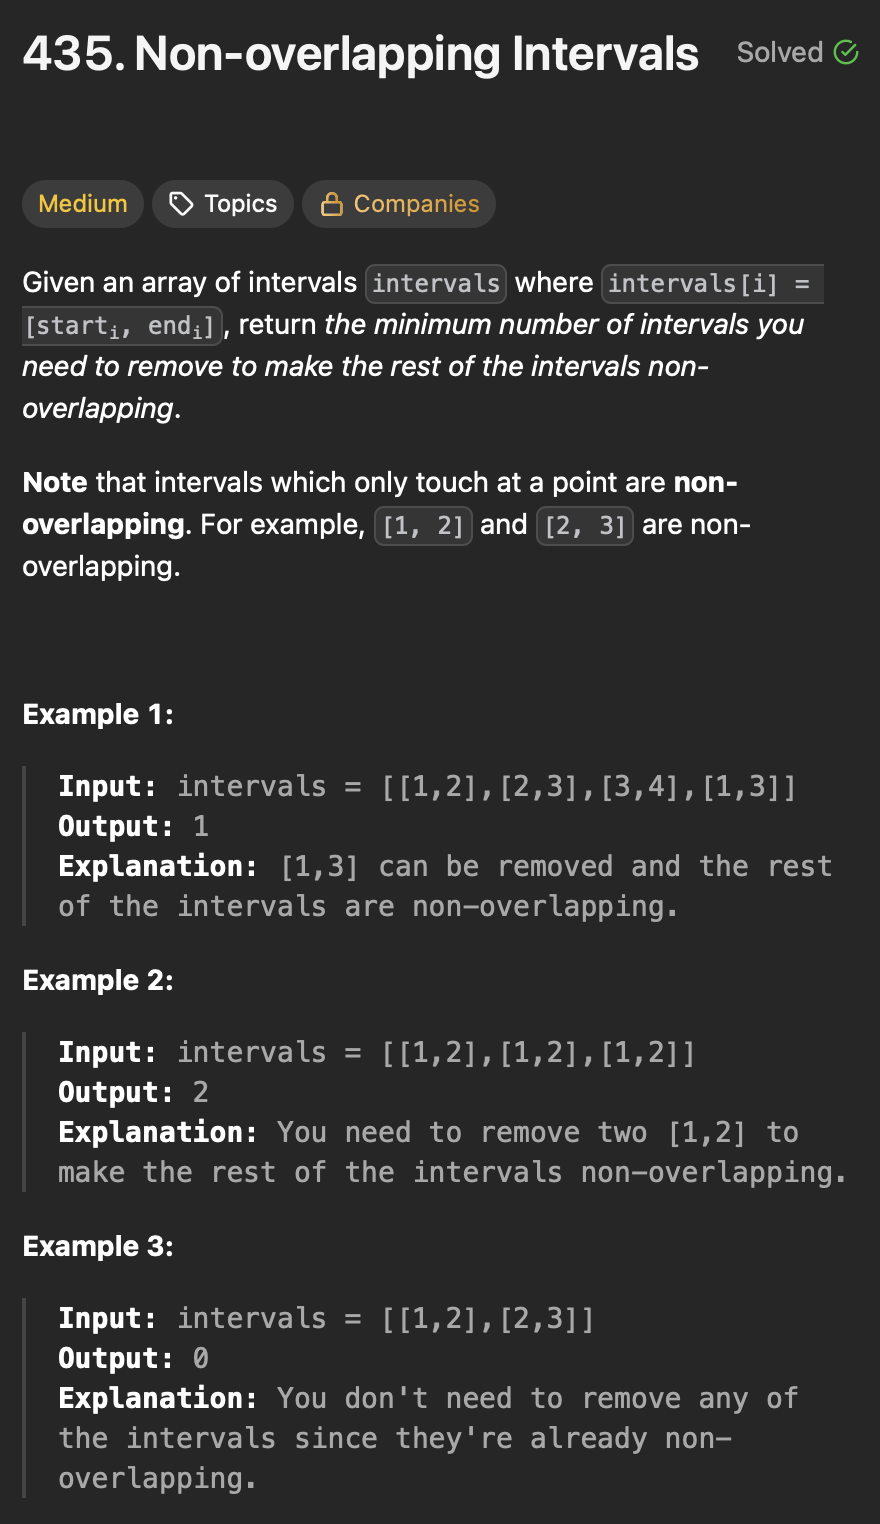 435. Non-overlapping Intervals Solved
Medium Topics Companies
Given an array of intervals intervals where intervals[i] =
[starti, endi], return the minimum number of intervals you
need to remove to make the rest of the intervals non-
overlapping.
Note that intervals which only touch at a point are non-
overlapping. For example, [1, 2] and [2, 3] are non-
overlapping.
Example 1:
Input: intervals = [[1,2],[2,3],[3,4],[1,3]]
Output: 1
Explanation: [1,3] can be removed and the rest
of the intervals are non-overlapping.
Example 2:
Input: intervals = [[1,2],[1,2],[1,2]]
Output: 2
Explanation: You need to remove two [1,2] to
make the rest of the intervals non-overlapping.
Example 3:
Input: intervals = [[1,2],[2,3]]
Output: 0
Explanation: You don't need to remove any of
the intervals since they're already non-
overlapping.